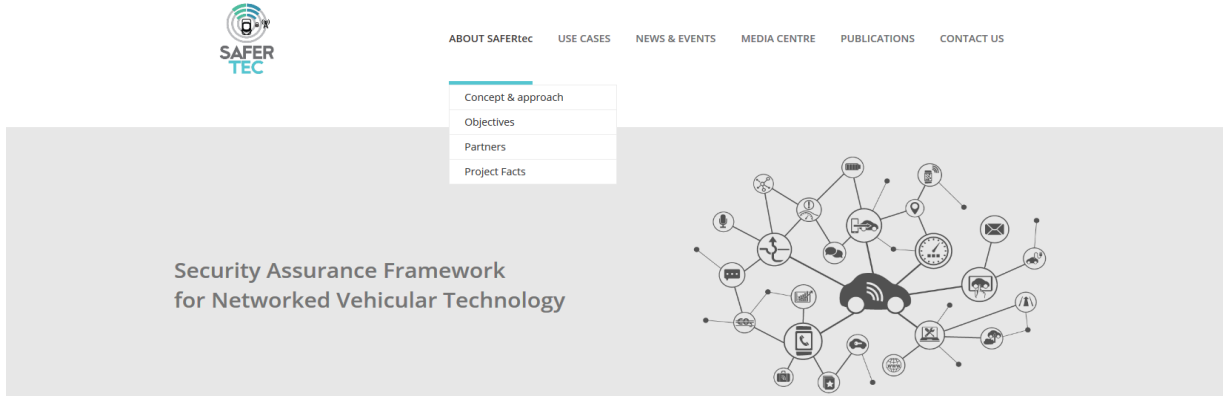 SAFER
TEC
ABOUT SAFERtec USE CASES NEWS & EVENTS MEDIA CENTRE PUBLICATIONS CONTACT US
Concept & approach
Objectives
Partners
Project Facts
Security Assurance Framework
for Networked Vehicular Technology
CO₂